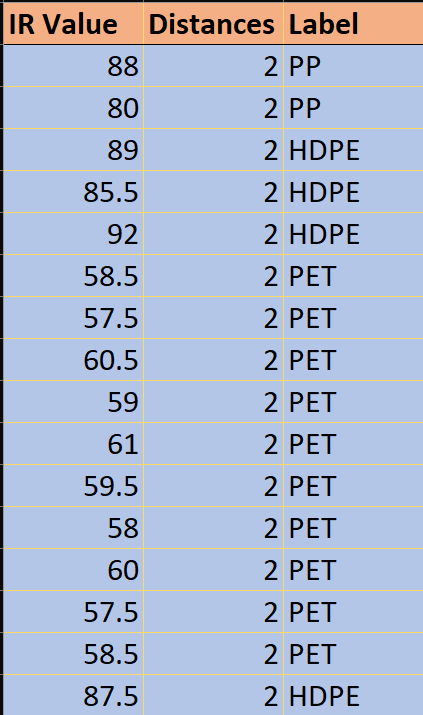 IR Value Distances Label
88 2 PP
80 2 PP
89 2 HDPE
85.5 2 HDPE
92 2 HDPE
58.5 2 PET
57.5 2 PET
60.5 2 PET
59 2 PET
61 2 PET
59.5 2 PET
58 2 PET
60 2 PET
57.5 2 PET
58.5 2 PET
87.5 2 HDPE